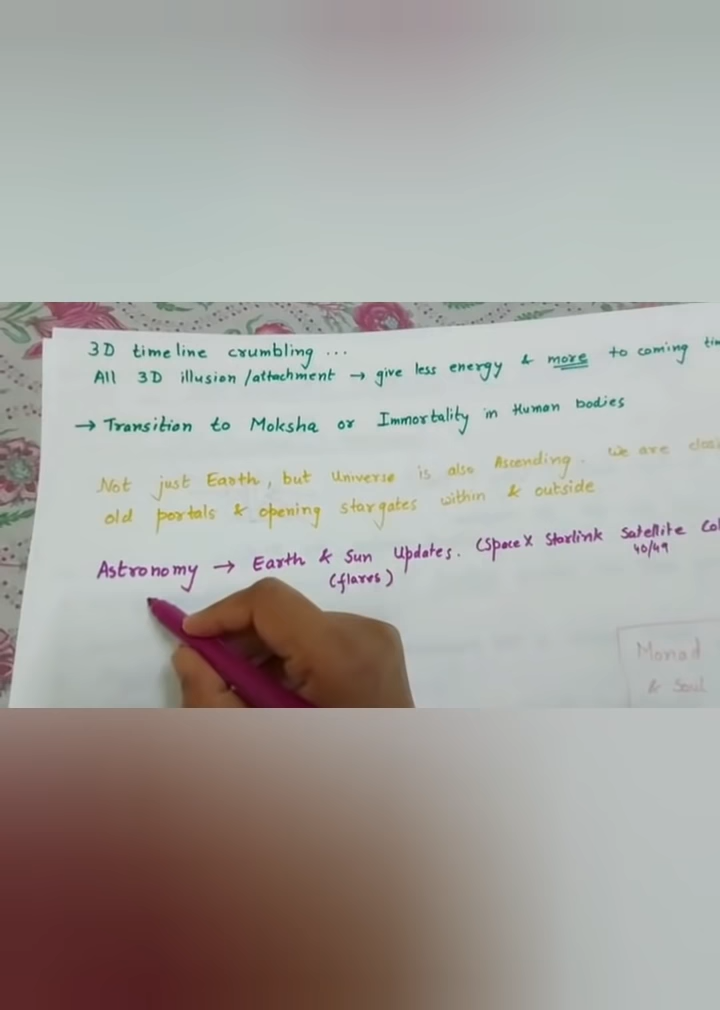 3D timeline crumbling ...
All 3D illusion/attachment → give less energy & more to coming
→ Transition to Moksha or Immortality in Human bodies
Not just Earth, but Universe is also Ascending. We are
old portals & opening stargates within & outside
Astronomy → Earth & Sun Updates. (SpaceX Starlink Satellite
(flares)
40/49
Monad
& Soul